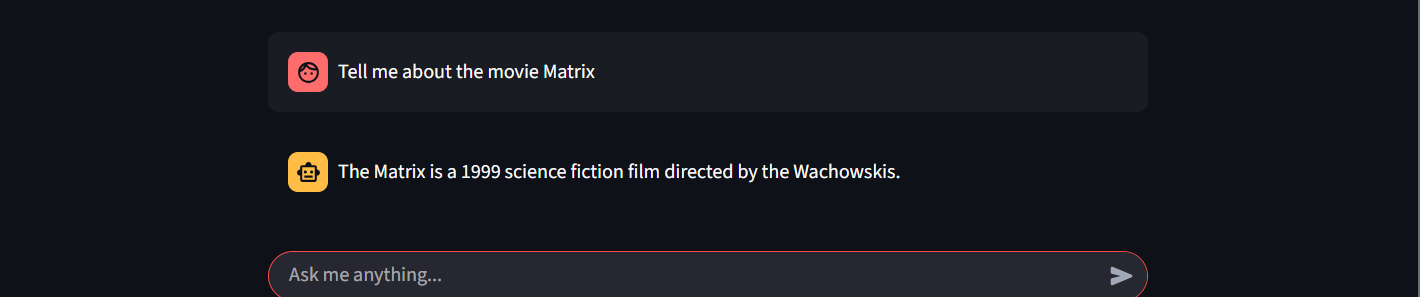 Tell me about the movie Matrix
The Matrix is a 1999 science fiction film directed by the Wachowskis.
Ask me anything...